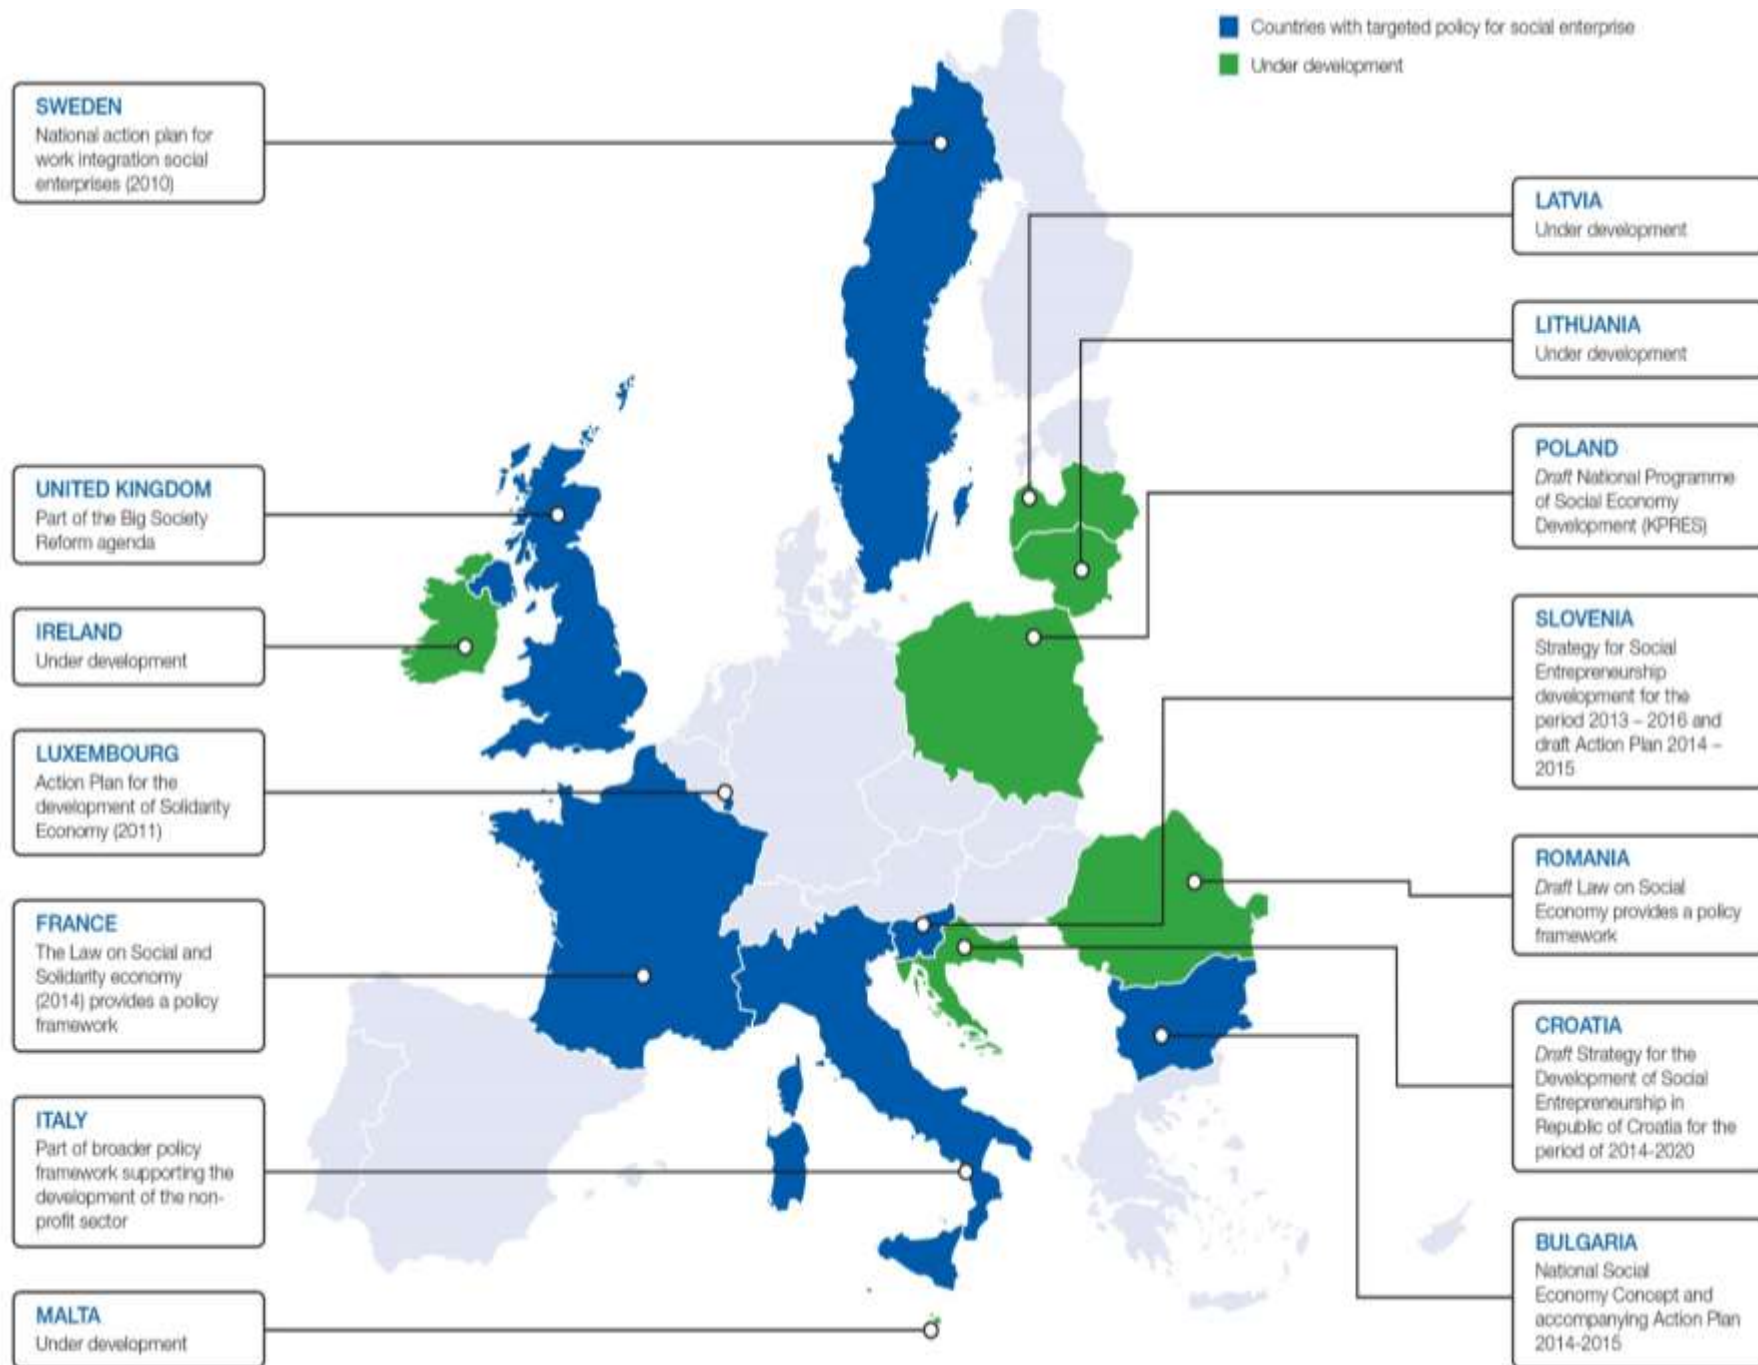 Countries with targeted policy for social enterprise
Under development
SWEDEN
National action plan for
work integration social
enterprises (2010)
UNITED KINGDOM
Part of the Big Society
Reform agenda
IRELAND
Under development
LUXEMBOURG
Action Plan for the
development of Solidarity
Economy (2011)
FRANCE
The Law on Social and
Solidarity economy
(2014) provides a policy
framework
ITALY
Part of broader policy
framework supporting the
development of the non-
profit sector
MALTA
Under development
LATVIA
Under development
LITHUANIA
Under development
POLAND
Draft National Programme
of Social Economy
Development (KPRES)
SLOVENIA
Strategy for Social
Entrepreneurship
development for the
period 2013 – 2016 and
draft Action Plan 2014 –
2015
ROMANIA
Draft Law on Social
Economy provides a policy
framework
CROATIA
Draft Strategy for the
Development of Social
Entrepreneurship in
Republic of Croatia for the
period of 2014-2020
BULGARIA
National Social
Economy Concept and
accompanying Action Plan
2014-2015